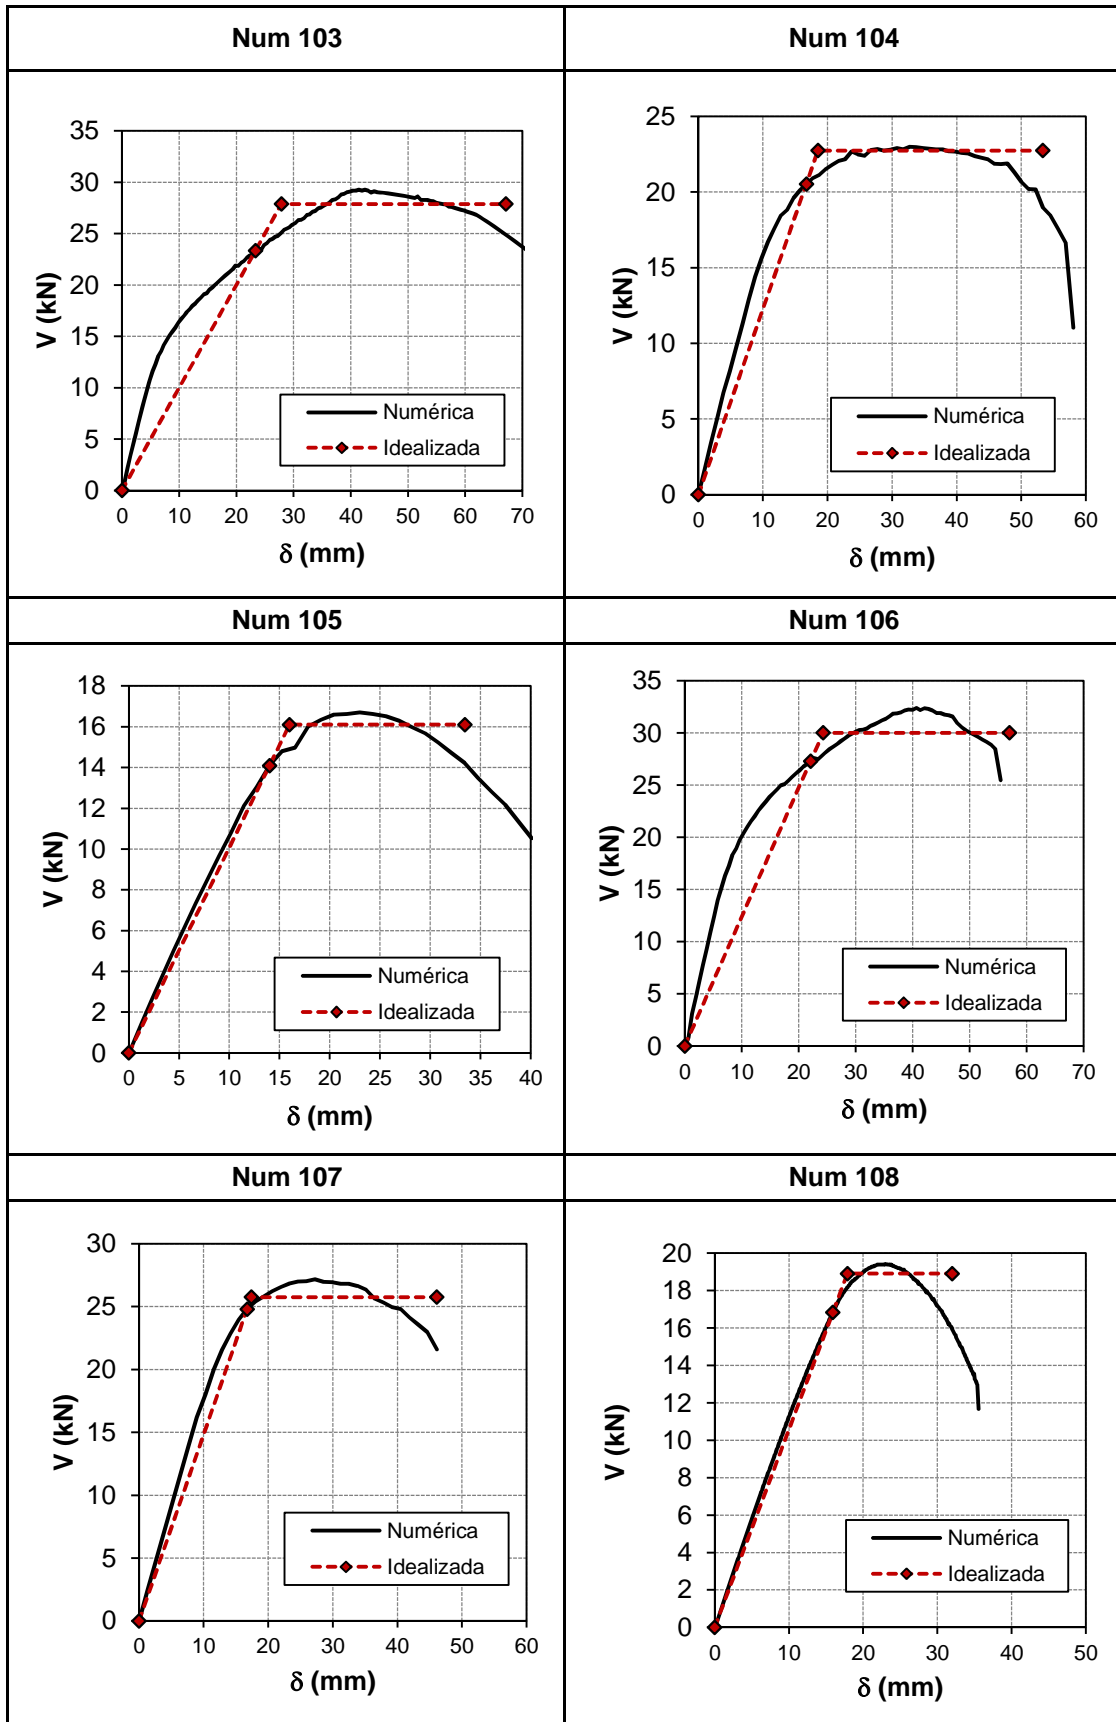 Num 103
Num 104
35
30
25
20
15
10
5
0
V (kN)
0 10 20 30 40 50 60 70
δ (mm)
Numérica
Idealizada
25
20
15
10
5
0
V (kN)
0 10 20 30 40 50 60
δ (mm)
Numérica
Idealizada
Num 105
Num 106
18
16
14
12
10
8
6
4
2
0
V (kN)
0 5 10 15 20 25 30 35 40
δ (mm)
Numérica
Idealizada
35
30
25
20
15
10
5
0
V (kN)
0 10 20 30 40 50 60 70
δ (mm)
Numérica
Idealizada
Num 107
Num 108
30
25
20
15
10
5
0
V (kN)
0 10 20 30 40 50 60
δ (mm)
Numérica
Idealizada
20
18
16
14
12
10
8
6
4
2
0
V (kN)
0 10 20 30 40 50
δ (mm)
Numérica
Idealizada